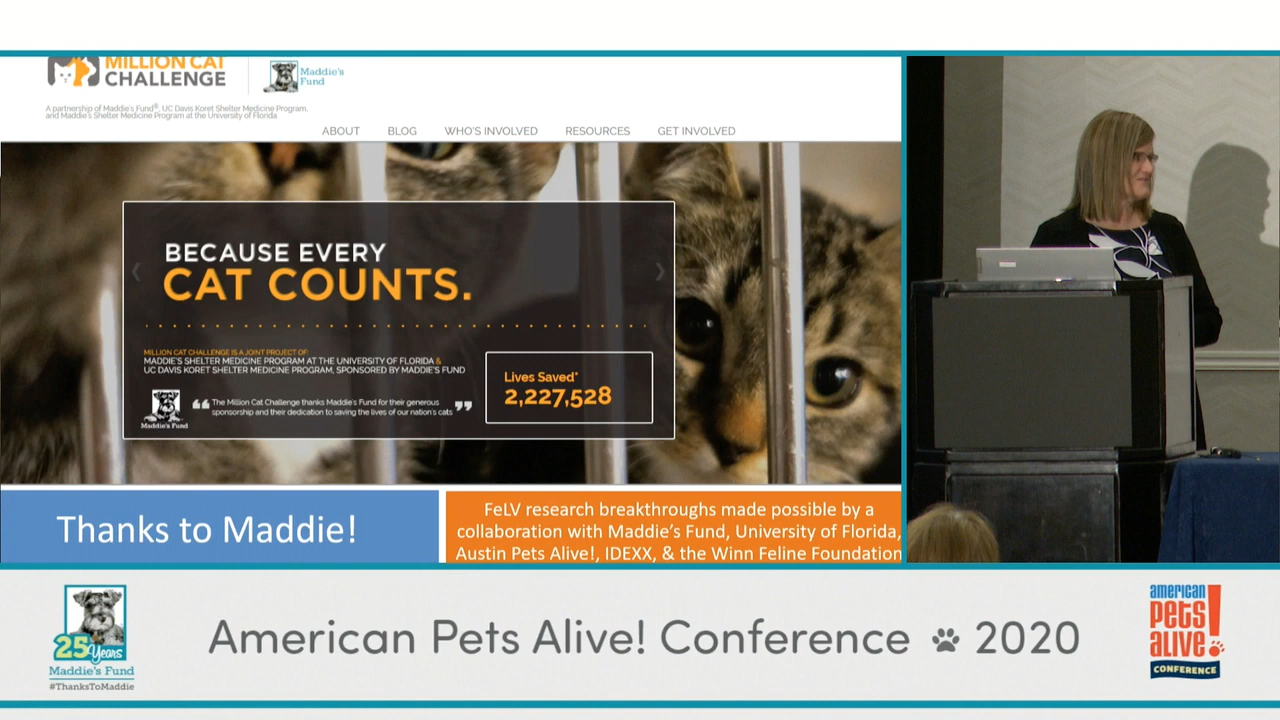 MILLION CAT
CHALLENGE
Maddie's
Fund
A partnership of Maddie's Fund®, UC Davis Koret Shelter Medicine Program,
and Maddie's Shelter Medicine Program at the University of Florida
ABOUT BLOG WHO'S INVOLVED RESOURCES GET INVOLVED
BECAUSE EVERY
CAT COUNTS.
MILLION CAT CHALLENGE IS A JOINT PROJECT OF:
MADDIE'S SHELTER MEDICINE PROGRAM AT THE UNIVERSITY OF FLORIDA &
UC DAVIS KORET SHELTER MEDICINE PROGRAM, SPONSORED BY MADDIE'S FUND
Maddie's Fund
“The Million Cat Challenge thanks Maddie's Fund for their generous
sponsorship and their dedication to saving the lives of our nation's cats”
Lives Saved*
2,227,528
Thanks to Maddie!
FeLV research breakthroughs made possible by a
collaboration with Maddie's Fund, University of Florida,
Austin Pets Alive!, IDEXX, & the Winn Feline Foundation
25 Years
Maddie's Fund
#ThanksToMaddie
American Pets Alive! Conference 2020
american
pets
alive!
CONFERENCE